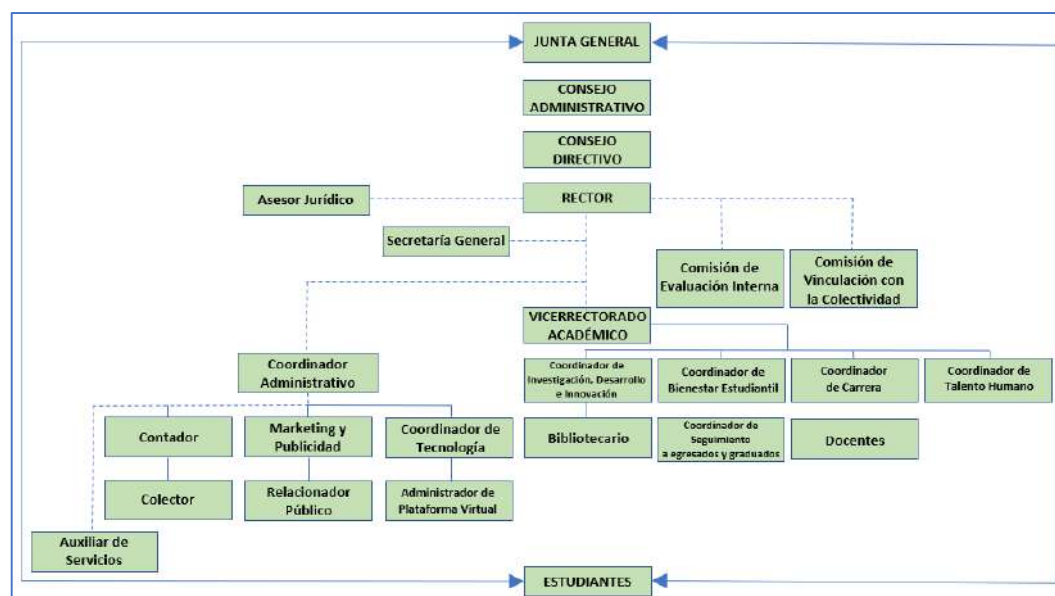 JUNTA GENERAL
CONSEJO
ADMINISTRATIVO
CONSEJO
DIRECTIVO
RECTOR
Asesor Jurídico
Secretaría General
Comisión de
Evaluación Interna
Comisión de
Vinculación con
la Colectividad
VICERRECTORADO
ACADÉMICO
Coordinador
Administrativo
Coordinador de
Investigación, Desarrollo
e Innovación
Coordinador de
Bienestar Estudiantil
Coordinador
de Carrera
Coordinador de
Talento Humano
Contador
Marketing y
Publicidad
Coordinador de
Tecnología
Bibliotecario
Coordinador de
Seguimiento
a egresados y graduados
Docentes
Colector
Relacionador
Público
Administrador de
Plataforma Virtual
Auxiliar de
Servicios
ESTUDIANTES